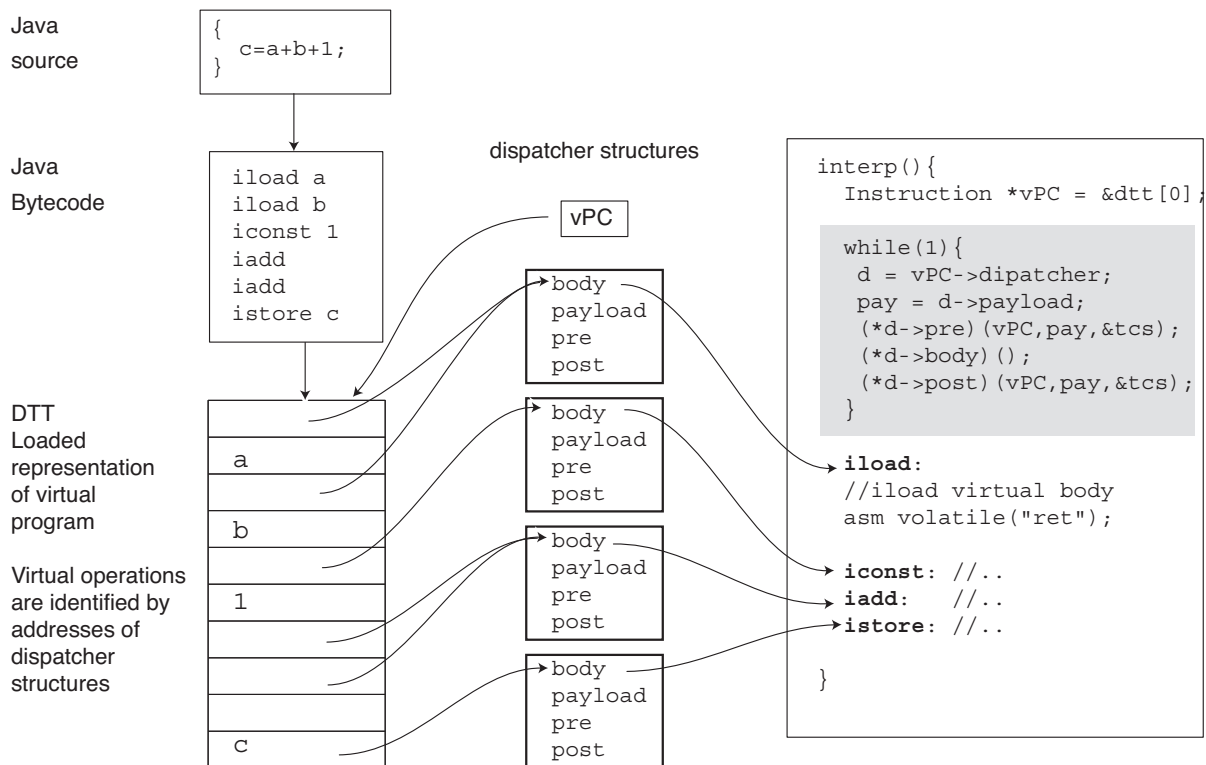 Java
source
{
c=a+b+1;
}
Java
Bytecode
iload a
iload b
iconst 1
iadd
iadd
istore c
dispatcher structures
vPC
DTT
Loaded
representation
of virtual
program
Virtual operations
are identified by
addresses of
dispatcher
structures
a
b
1
c
body
payload
pre
post
body
payload
pre
post
body
payload
pre
post
body
payload
pre
post
interp(){
Instruction *vPC = &dtt[0];
while(1){
d = vPC->dipatcher;
pay = d->payload;
(*d->pre)(vPC,pay,&tcs);
(*d->body)();
(*d->post)(vPC,pay,&tcs);
}
iload:
//iload virtual body
asm volatile("ret");
iconst: //..
iadd: //..
istore: //..
}